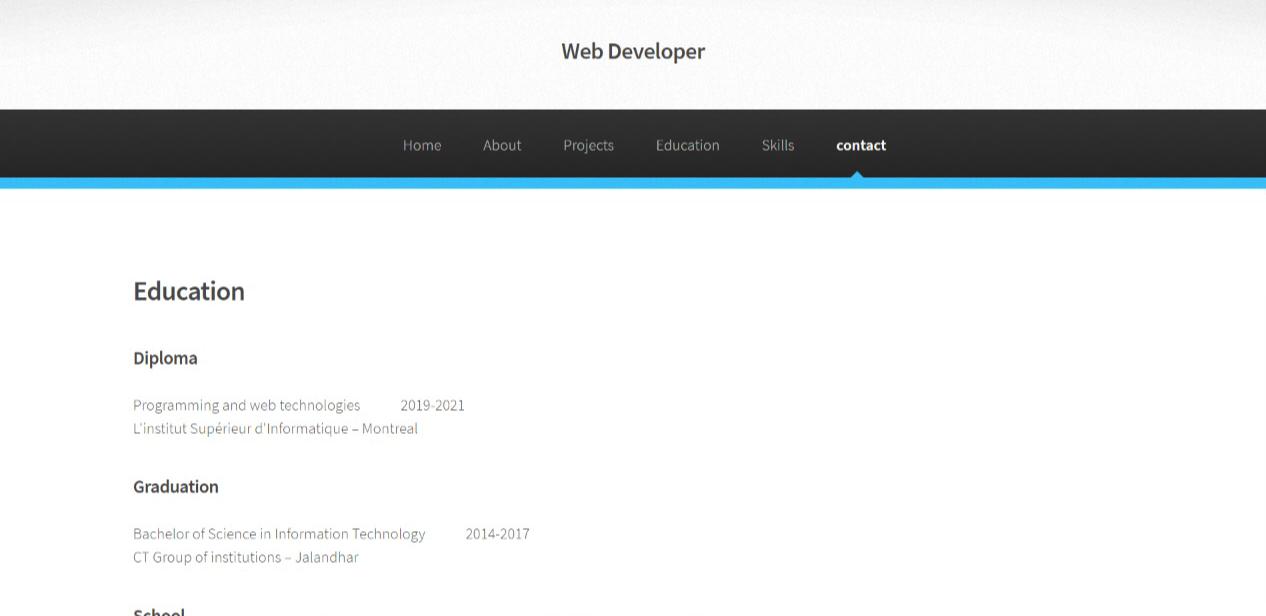 Web Developer
Home About Projects Education Skills contact
Education
Diploma
Programming and web technologies 2019-2021
L'institut Supérieur d'Informatique – Montreal
Graduation
Bachelor of Science in Information Technology 2014-2017
CT Group of institutions – Jalandhar
School